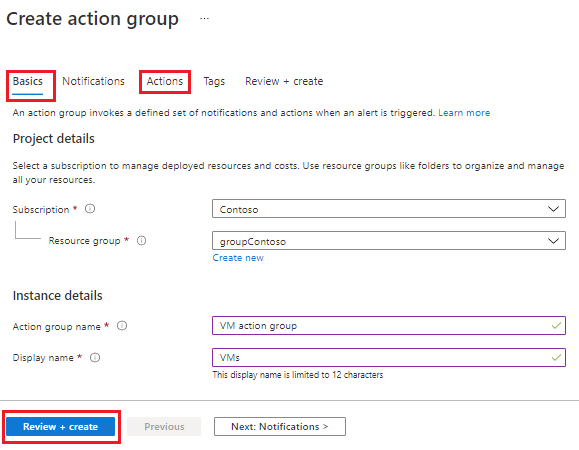 Create action group ...
Basics Notifications Actions Tags Review + create
An action group invokes a defined set of notifications and actions when an alert is triggered. Learn more
Project details
Select a subscription to manage deployed resources and costs. Use resource groups like folders to organize and manage
all your resources.
Subscription * Contoso
Resource group * groupContoso
Create new
Instance details
Action group name * VM action group
Display name * VMs
This display name is limited to 12 characters
Review + create Previous Next: Notifications >